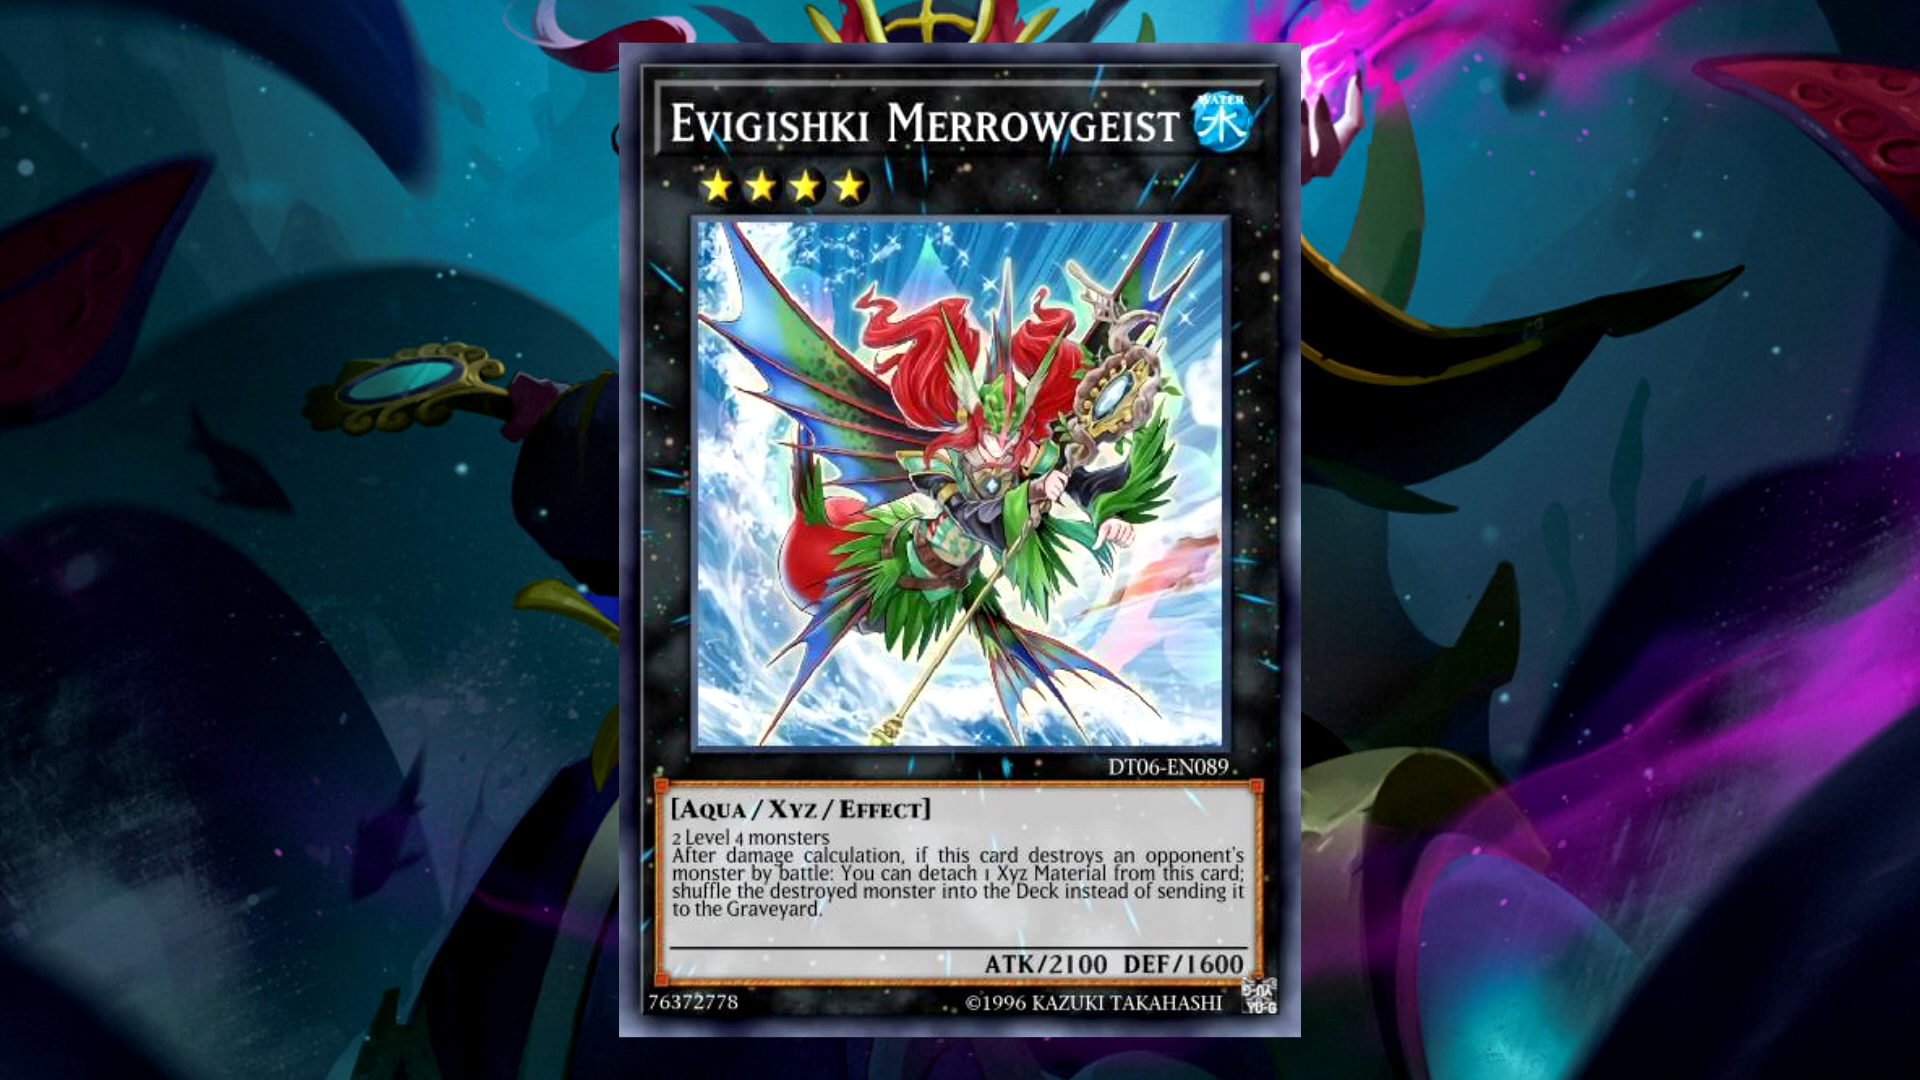 EVIGISHKI MERROWGEIST
WATER
水
DT06-EN089
[AQUA / XYZ / EFFECT]
2 Level 4 monsters
After damage calculation, if this card destroys an opponent's
monster by battle: You can detach 1 Xyz Material from this card;
shuffle the destroyed monster into the Deck instead of sending it
to the Graveyard.
ATK/2100 DEF/1600
76372778
©1996 KAZUKI TAKAHASHI